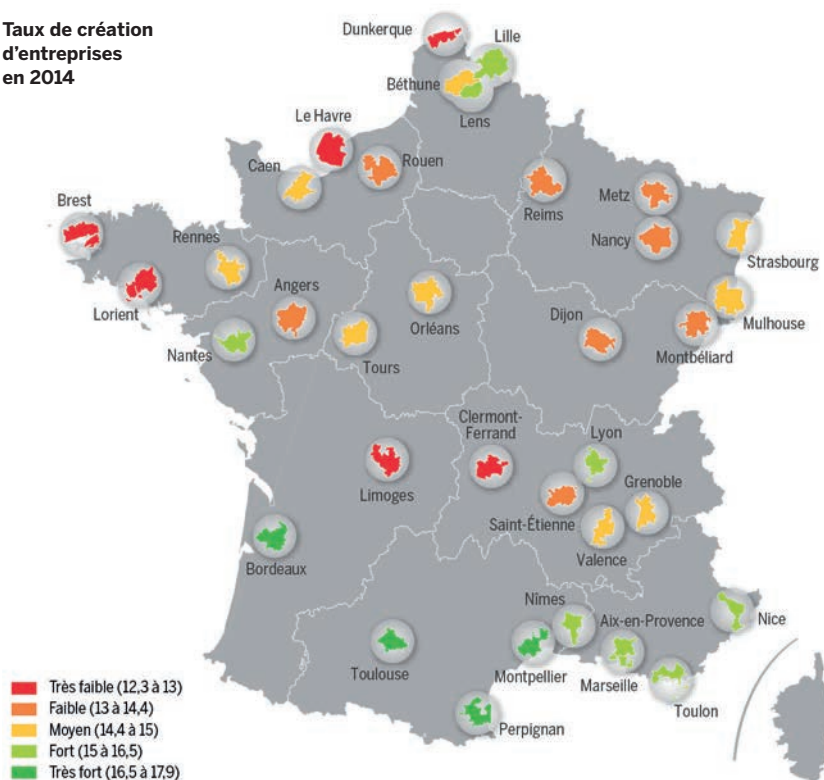 Taux de création
d'entreprises
en 2014
Dunkerque
Lille
Béthune
Lens
Le Havre
Caen
Rouen
Reims
Metz
Nancy
Strasbourg
Brest
Rennes
Lorient
Angers
Orléans
Dijon
Mulhouse
Montbéliard
Nantes
Tours
Clermont-
Ferrand
Lyon
Grenoble
Limoges
Saint-Étienne
Valence
Bordeaux
Nîmes
Aix-en-Provence
Nice
Toulouse
Montpellier
Marseille
Toulon
Perpignan
Très faible (12,3 à 13)
Faible (13 à 14,4)
Moyen (14,4 à 15)
Fort (15 à 16,5)
Très fort (16,5 à 17,9)